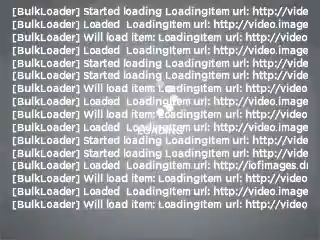 [BulkLoader] Started loading LoadingItem url: http://vide
[BulkLoader] Loaded LoadingItem url: http://video.image
[BulkLoader] Will load item: LoadingItem url: http://video
[BulkLoader] Loaded LoadingItem url: http://video.image
[BulkLoader] Started loading LoadingItem url: http://vide
[BulkLoader] Started loading LoadingItem url: http://vide
[BulkLoader] Will load item: LoadingItem url: http://video
[BulkLoader] Loaded LoadingItem url: http://video.image
[BulkLoader] Will load item: LoadingItem url: http://video
[BulkLoader] Loaded LoadingItem url: http://video.image
[BulkLoader] Started loading LoadingItem url: http://vide
[BulkLoader] Started loading LoadingItem url: http://vide
[BulkLoader] Loaded LoadingItem url: http://iofimages.di
[BulkLoader] Will load item: LoadingItem url: http://video
[BulkLoader] Loaded LoadingItem url: http://video.image
[BulkLoader] Will load item: LoadingItem url: http://video